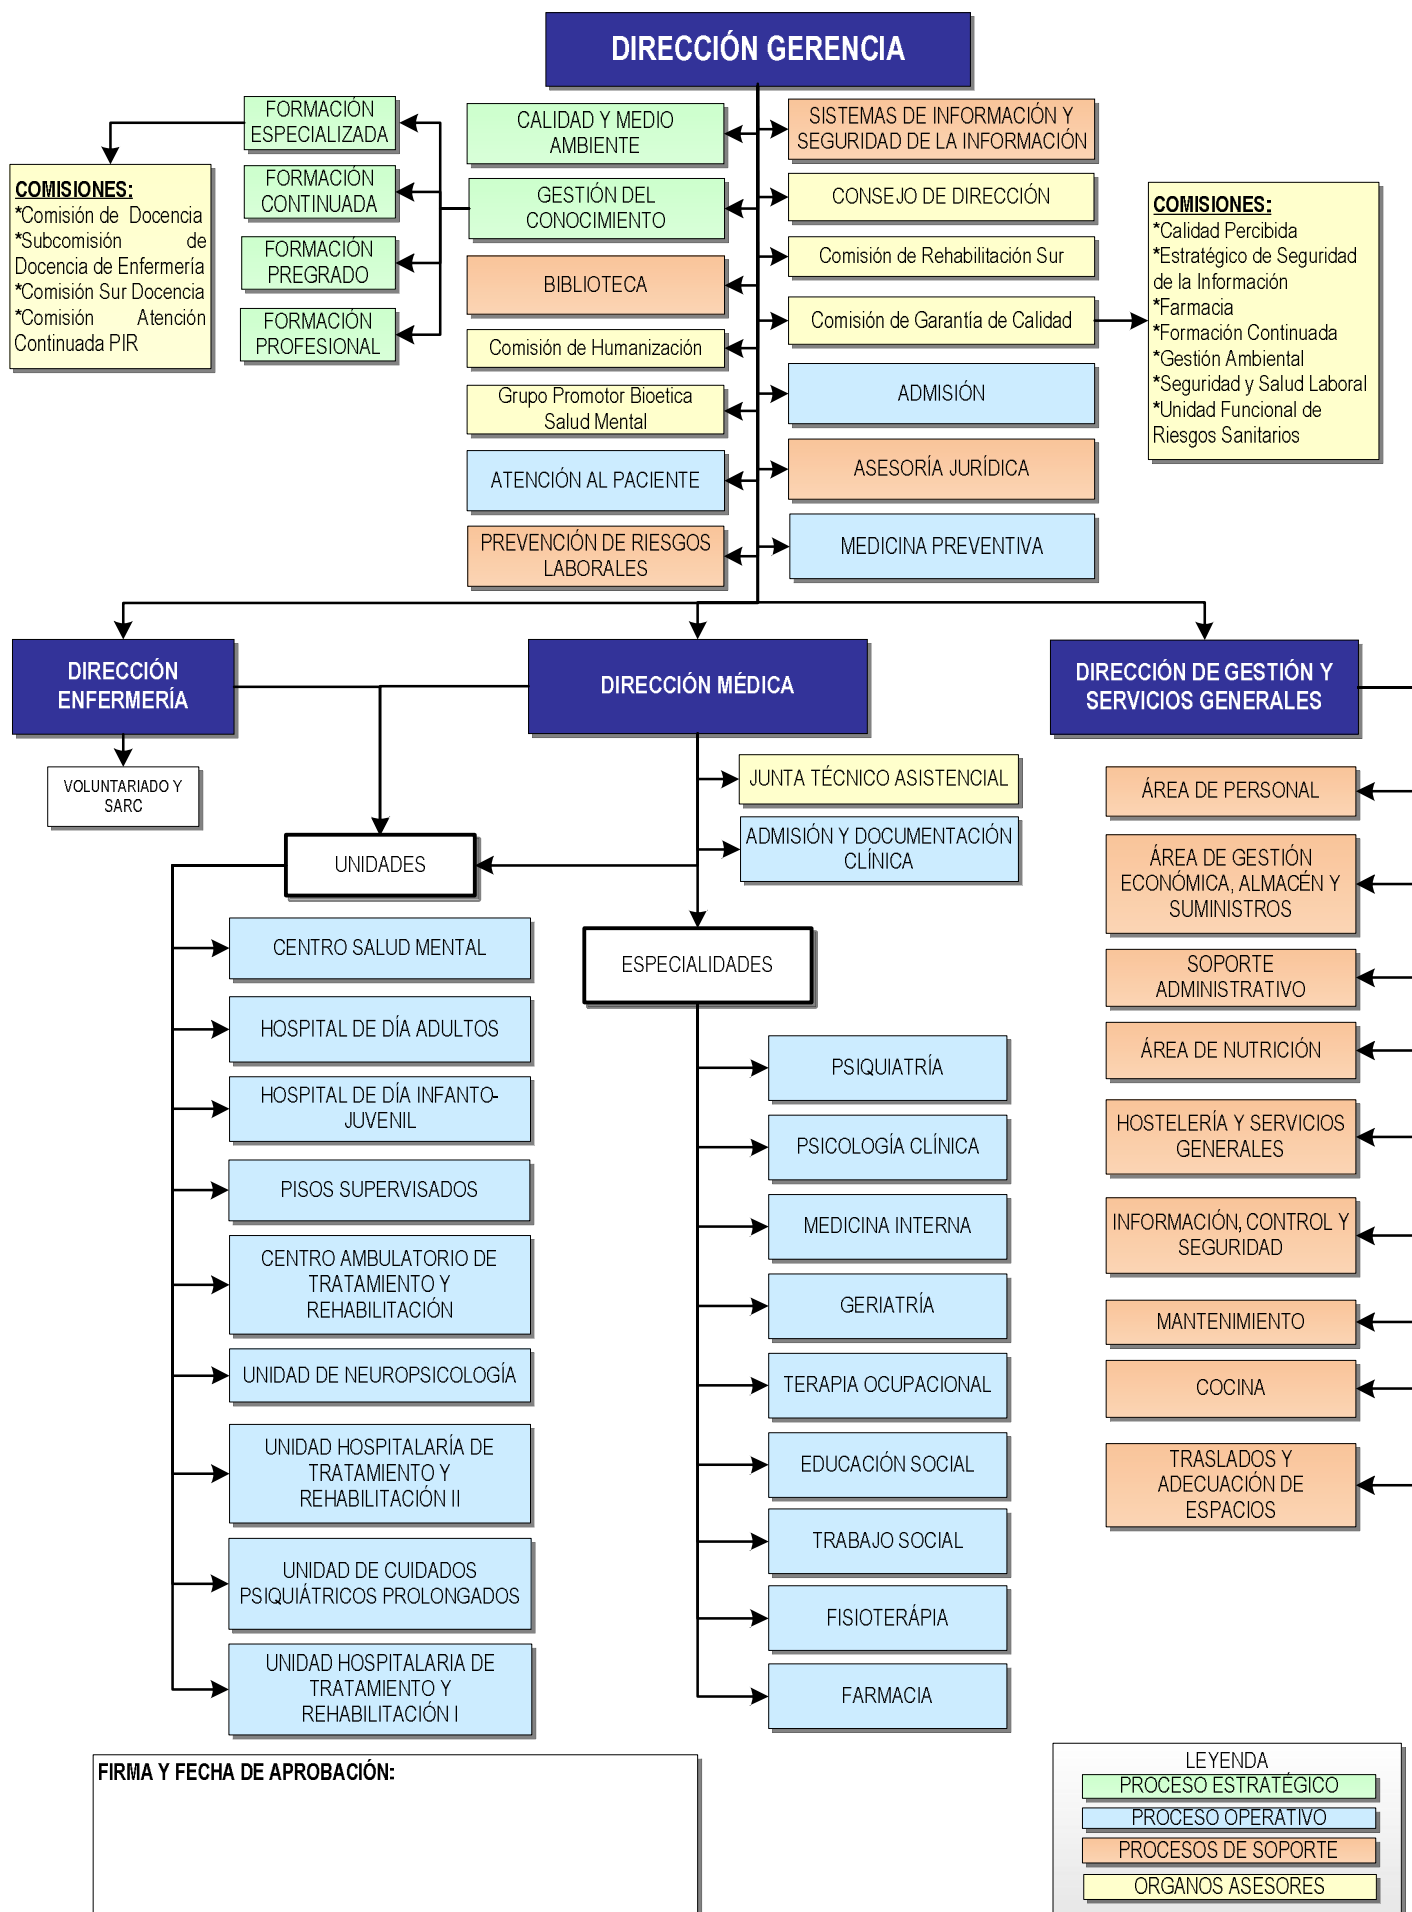 DIRECCIÓN GERENCIA
FORMACIÓN
ESPECIALIZADA
CALIDAD Y MEDIO
AMBIENTE
SISTEMAS DE INFORMACIÓN Y
SEGURIDAD DE LA INFORMACIÓN
COMISIONES:
*Comisión de Docencia
*Subcomisión de
Docencia de Enfermería
*Comisión Sur Docencia
*Comisión Atención
Continuada PIR
FORMACIÓN
CONTINUADA
GESTIÓN DEL
CONOCIMIENTO
CONSEJO DE DIRECCIÓN
COMISIONES:
*Calidad Percibida
*Estratégico de Seguridad
de la Información
*Farmacia
*Formación Continuada
*Gestión Ambiental
*Seguridad y Salud Laboral
*Unidad Funcional de
Riesgos Sanitarios
FORMACIÓN
PREGRADO
BIBLIOTECA
Comisión de Rehabilitación Sur
FORMACIÓN
PROFESIONAL
Comisión de Humanización
Comisión de Garantía de Calidad
Grupo Promotor Bioetica
Salud Mental
ADMISIÓN
ATENCIÓN AL PACIENTE
ASESORÍA JURÍDICA
PREVENCIÓN DE RIESGOS
LABORALES
MEDICINA PREVENTIVA
DIRECCIÓN
ENFERMERÍA
DIRECCIÓN MÉDICA
DIRECCIÓN DE GESTIÓN Y
SERVICIOS GENERALES
VOLUNTARIADO Y
SARC
JUNTA TÉCNICO ASISTENCIAL
ADMISIÓN Y DOCUMENTACIÓN
CLÍNICA
UNIDADES
ESPECIALIDADES
CENTRO SALUD MENTAL
HOSPITAL DE DÍA ADULTOS
HOSPITAL DE DÍA INFANTO-
JUVENIL
PISOS SUPERVISADOS
CENTRO AMBULATORIO DE
TRATAMIENTO Y
REHABILITACIÓN
UNIDAD DE NEUROPSICOLOGÍA
UNIDAD HOSPITALARÍA DE
TRATAMIENTO Y
REHABILITACIÓN II
UNIDAD DE CUIDADOS
PSIQUIÁTRICOS PROLONGADOS
UNIDAD HOSPITALARIA DE
TRATAMIENTO Y
REHABILITACIÓN I
PSIQUIATRÍA
PSICOLOGÍA CLÍNICA
MEDICINA INTERNA
GERIATRÍA
TERAPIA OCUPACIONAL
EDUCACIÓN SOCIAL
TRABAJO SOCIAL
FISIOTERÁPIA
FARMACIA
ÁREA DE PERSONAL
ÁREA DE GESTIÓN
ECONÓMICA, ALMACÉN Y
SUMINISTROS
SOPORTE
ADMINISTRATIVO
ÁREA DE NUTRICIÓN
HOSTELERÍA Y SERVICIOS
GENERALES
INFORMACIÓN, CONTROL Y
SEGURIDAD
MANTENIMIENTO
COCINA
TRASLADOS Y
ADECUACIÓN DE
ESPACIOS
FIRMA Y FECHA DE APROBACIÓN:
LEYENDA
PROCESO ESTRATÉGICO
PROCESO OPERATIVO
PROCESOS DE SOPORTE
ORGANOS ASESORES